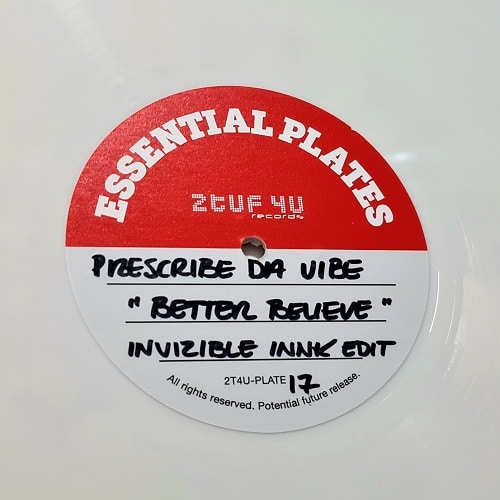 ESSENTIAL PLATES
2tUF 4U
records
PRESCRIBE DA VIBE
"BETTER BELIEVE"
INVIZIBLE INNK EDIT
2T4U-PLATE 17
All rights reserved. Potential future release.